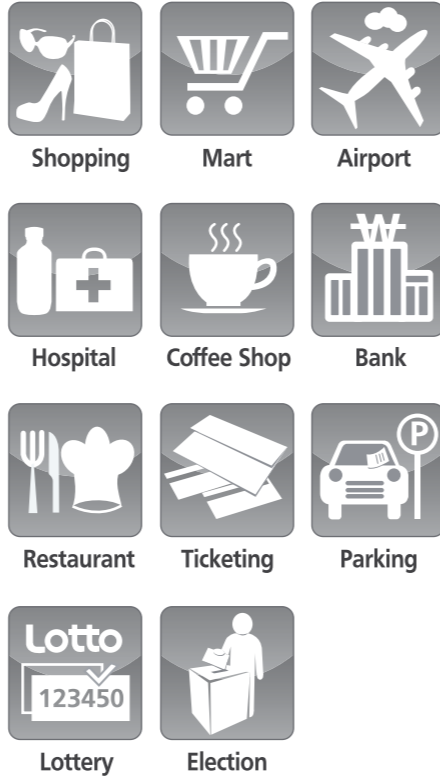 Shopping
Mart
Airport
Hospital
Coffee Shop
₩
Bank
Restaurant
Ticketing
P
Parking
Lotto
123450
Lottery
Election